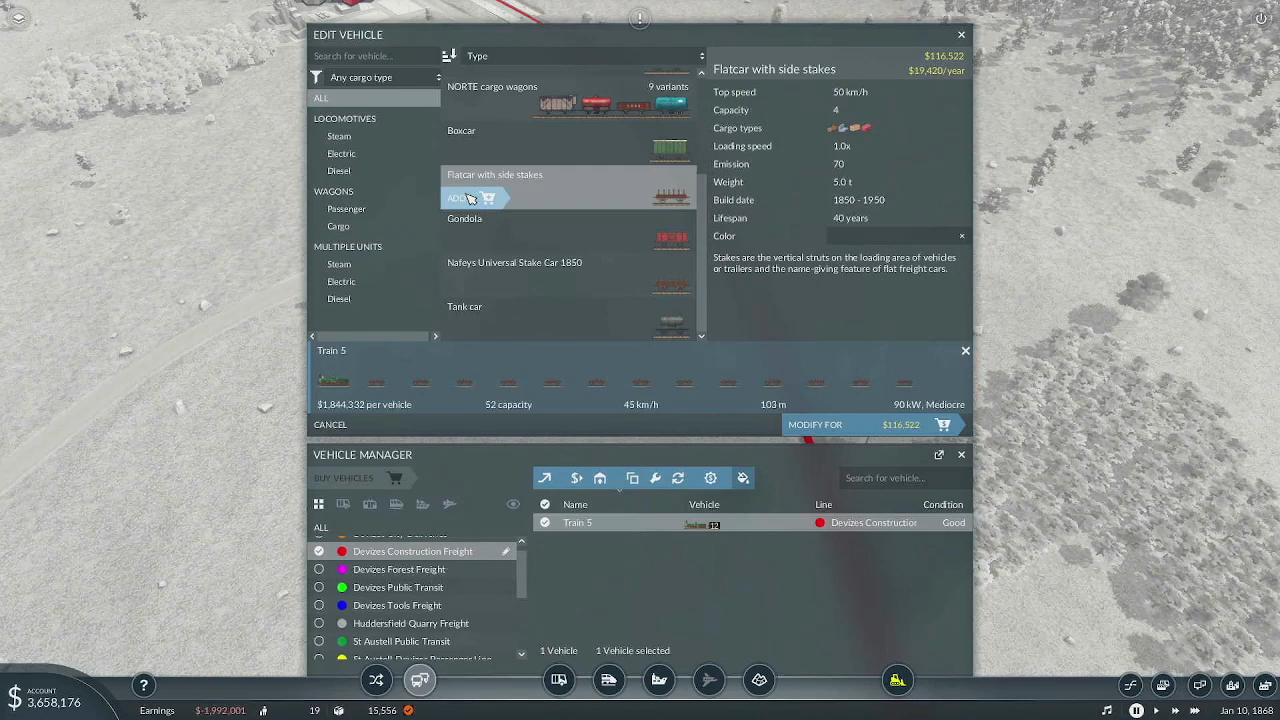 EDIT VEHICLE
Search for vehicle...
Type
Any cargo type
ALL
LOCOMOTIVES
Steam
Electric
Diesel
WAGONS
Passenger
Cargo
MULTIPLE UNITS
Steam
Electric
Diesel
NORTE cargo wagons 9 variants
Boxcar
Flatcar with side stakes
ADD
Gondola
Nafeys Universal Stake Car 1850
Tank car
$116,522
Flatcar with side stakes
$19,420/year
Top speed 50 km/h
Capacity 4
Cargo types
Loading speed 1.0x
Emission 70
Weight 5.0 t
Build date 1850 - 1950
Lifespan 40 years
Color
Stakes are the vertical struts on the loading area of vehicles
or trailers and the name-giving feature of flat freight cars.
Train 5
$1,844,332 per vehicle 52 capacity 45 km/h 103 m 90 kW, Mediocre
CANCEL
MODIFY FOR $116,522
VEHICLE MANAGER
BUY VEHICLES
Search for vehicle...
ALL
Devizes Construction Freight
Devizes Forest Freight
Devizes Public Transit
Devizes Tools Freight
Huddersfield Quarry Freight
St Austell Public Transit
St Austell Devizes Passenger Line
Name Vehicle Line Condition
Train 5 12 Devizes Construction Good
1 Vehicle 1 Vehicle selected
$ ACCOUNT
3,658,176
?
Earnings $-1,992,001 19 15,556
Jan 10, 1868